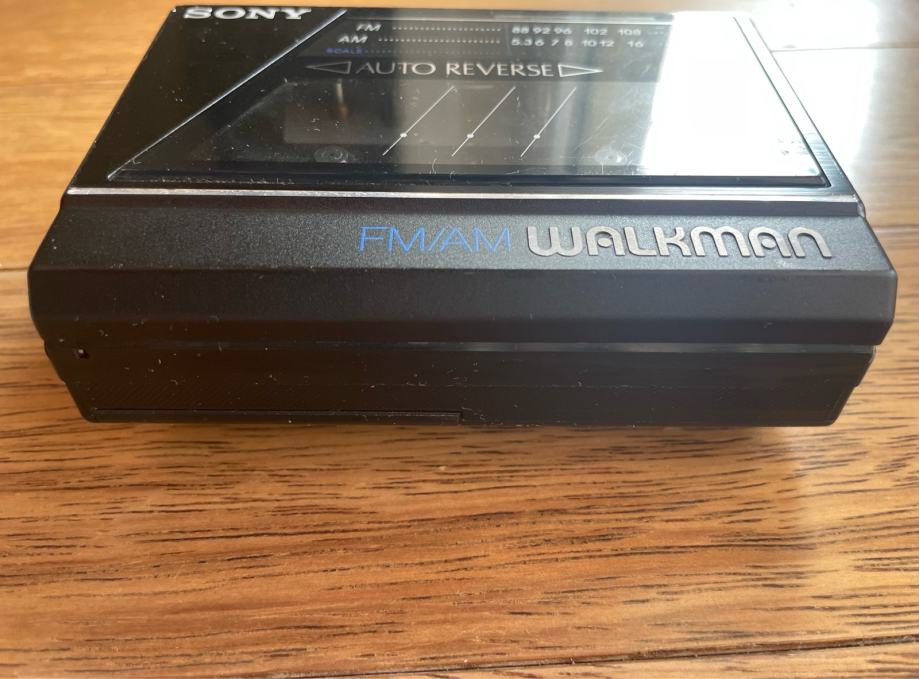 SONY
FM 88 92 96 102 108
AM 5.3 6 7 8 10 12 16
SCALE
AUTO REVERSE
FM/AM WALKMAN